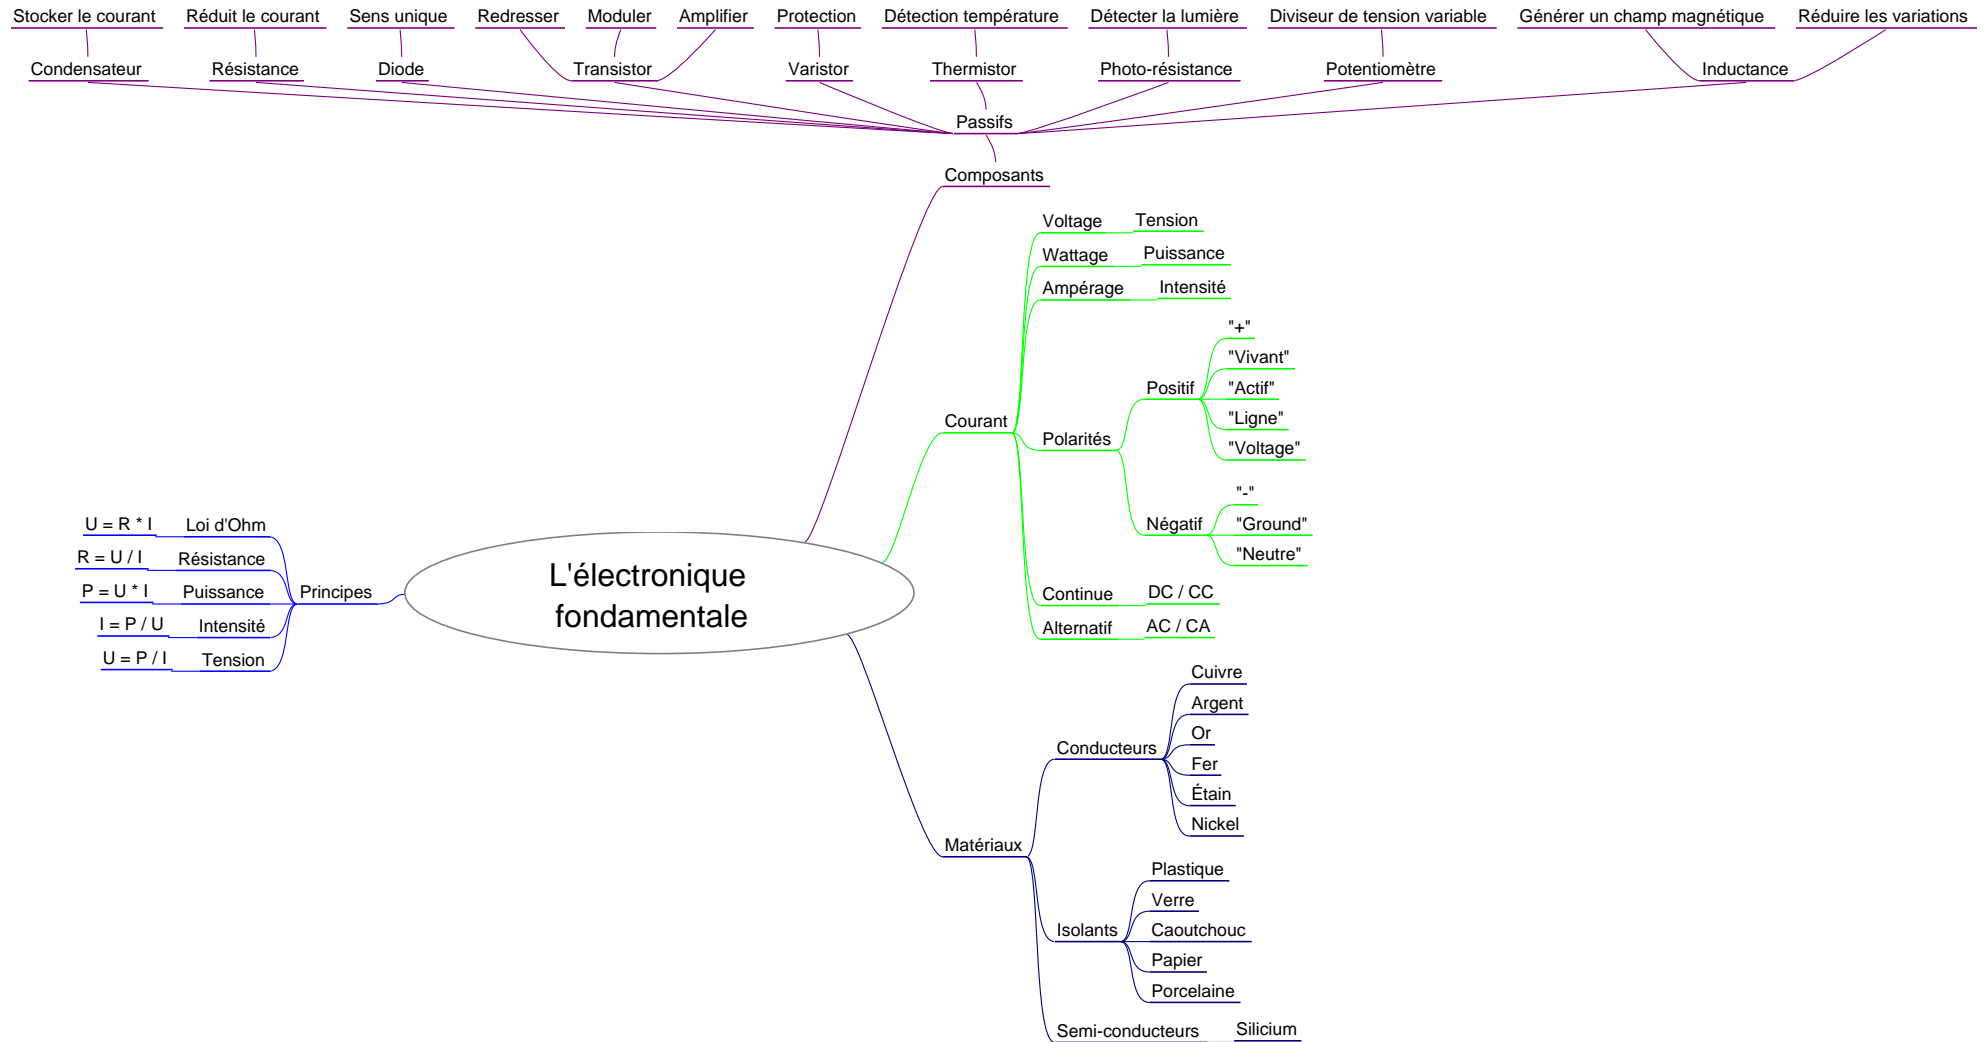 Stocker le courant
Réduit le courant
Sens unique
Redresser
Moduler
Amplifier
Protection
Détection température
Détecter la lumière
Diviseur de tension variable
Générer un champ magnétique
Réduire les variations
Condensateur
Résistance
Diode
Transistor
Varistor
Thermistor
Photo-résistance
Potentiomètre
Inductance
Passifs
Composants
Voltage
Tension
Wattage
Puissance
Ampérage
Intensité
Courant
Polarités
Positif
"+"
"Vivant"
"Actif"
"Ligne"
"Voltage"
Négatif
"-"
"Ground"
"Neutre"
Continue
DC / CC
Alternatif
AC / CA
L'électronique
fondamentale
Principes
U = R * I
Loi d'Ohm
R = U / I
Résistance
P = U * I
Puissance
I = P / U
Intensité
U = P / I
Tension
Matériaux
Conducteurs
Cuivre
Argent
Or
Fer
Étain
Nickel
Isolants
Plastique
Verre
Caoutchouc
Papier
Porcelaine
Semi-conducteurs
Silicium